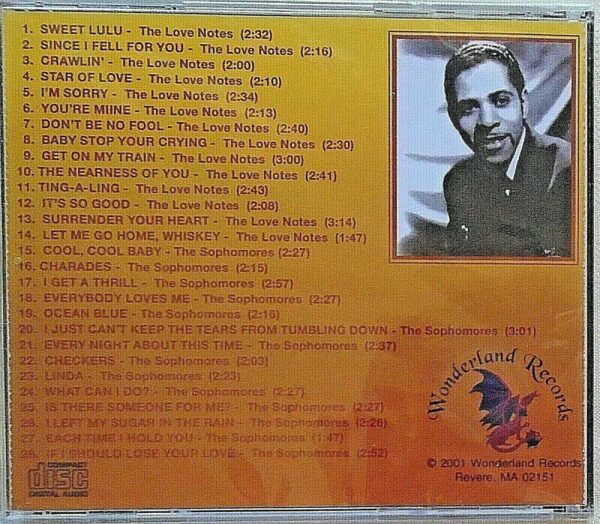 1. SWEET LULU - The Love Notes (2:32)
2. SINCE I FELL FOR YOU - The Love Notes (2:16)
3. CRAWLIN' - The Love Notes (2:00)
4. STAR OF LOVE - The Love Notes (2:10)
5. I'M SORRY - The Love Notes (2:34)
6. YOU'RE MIINE - The Love Notes (2:13)
7. DON'T BE NO FOOL - The Love Notes (2:40)
8. BABY STOP YOUR CRYING - The Love Notes (2:30)
9. GET ON MY TRAIN - The Love Notes (3:00)
10. THE NEARNESS OF YOU - The Love Notes (2:41)
11. TING-A-LING - The Love Notes (2:43)
12. IT'S SO GOOD - The Love Notes (2:08)
13. SURRENDER YOUR HEART - The Love Notes (3:14)
14. LET ME GO HOME, WHISKEY - The Love Notes (1:47)
15. COOL, COOL BABY - The Sophomores (2:27)
16. CHARADES - The Sophomores (2:15)
17. I GET A THRILL - The Sophomores (2:57)
18. EVERYBODY LOVES ME - The Sophomores (2:27)
19. OCEAN BLUE - The Sophomores (2:16)
20. I JUST CAN'T KEEP THE TEARS FROM TUMBLING DOWN - The Sophomores (3:01)
21. EVERY NIGHT ABOUT THIS TIME - The Sophomores (2:37)
22. CHECKERS - The Sophomores (2:03)
23. LINDA - The Sophomores (2:23)
24. WHAT CAN I DO? - The Sophomores (2:27)
25. IS THERE SOMEONE FOR ME? - The Sophomores (2:27)
26. I LEFT MY SUGAR IN THE RAIN - The Sophomores (2:26)
27. EACH TIME I HOLD YOU - The Sophomores (1:47)
28. IF I SHOULD LOSE YOUR LOVE - The Sophomores (2:52)
Wonderland Records
COMPACT
disc
DIGITAL AUDIO
© 2001 Wonderland Records
Revere, MA 02151